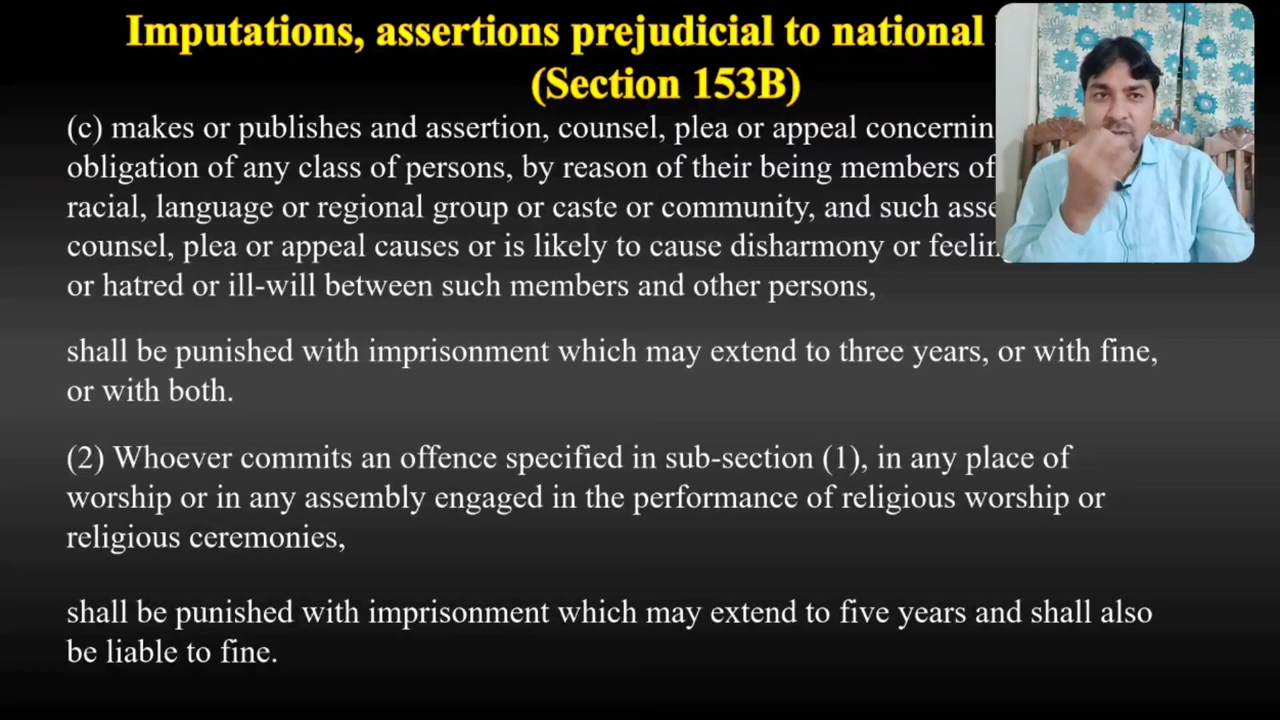 Imputations, assertions prejudicial to national
(Section 153B)
(c) makes or publishes and assertion, counsel, plea or appeal
obligation of any class of persons, by reason of their being members of
racial, language or regional group or caste or community, and such
counsel, plea or appeal causes or is likely to cause disharmony or
or hatred or ill-will between such members and other persons,
shall be punished with imprisonment which may extend to three years, or with fine,
or with both.
(2) Whoever commits an offence specified in sub-section (1), in any place of
worship or in any assembly engaged in the performance of religious worship or
religious ceremonies,
shall be punished with imprisonment which may extend to five years and shall also
be liable to fine.